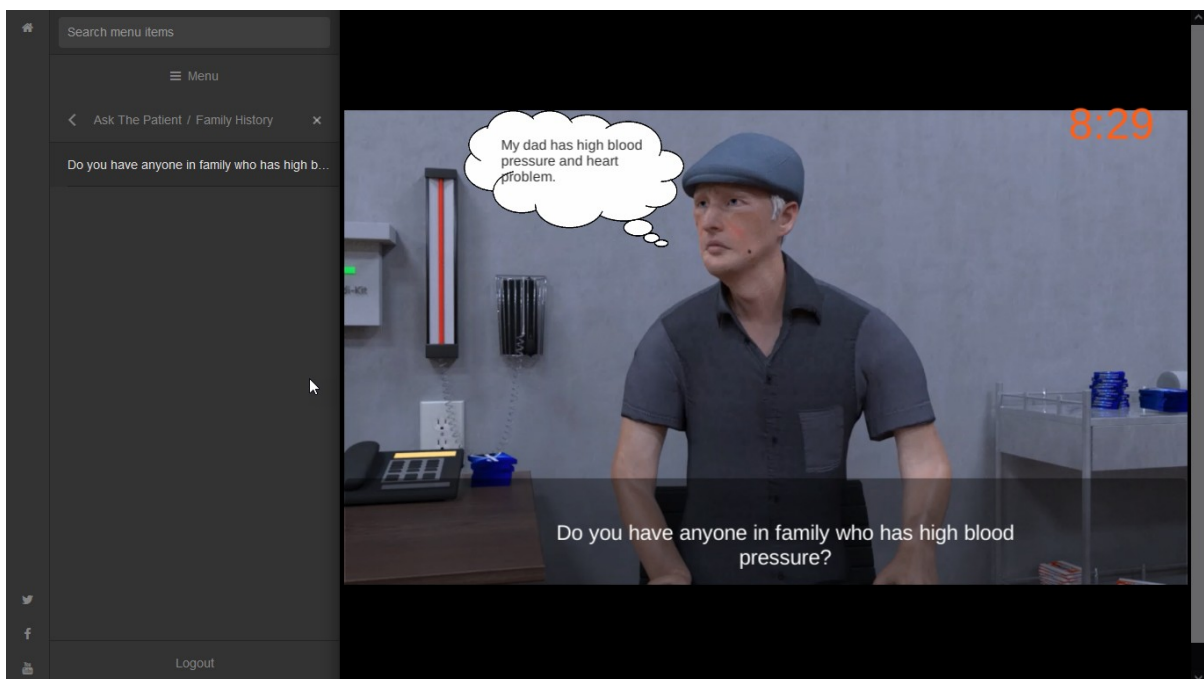 Search menu items
Menu
Ask The Patient / Family History
Do you have anyone in family who has high b...
Logout
8:29
My dad has high blood
pressure and heart
problem.
di-Kit
Do you have anyone in family who has high blood
pressure?